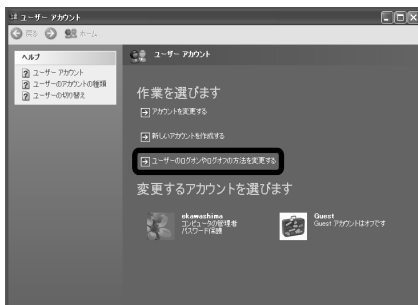 ユーザー アカウント
戻る
ホーム
ヘルプ
ユーザー アカウント
ユーザーのアカウントの種類
ユーザーの切り替え
ユーザー アカウント
作業を選びます
アカウントを変更する
新しいアカウントを作成する
ユーザーのログオンやログオフの方法を変更する
変更するアカウントを選びます
ekawashima
コンピュータの管理者
パスワード保護
Guest
Guest アカウントはオフです